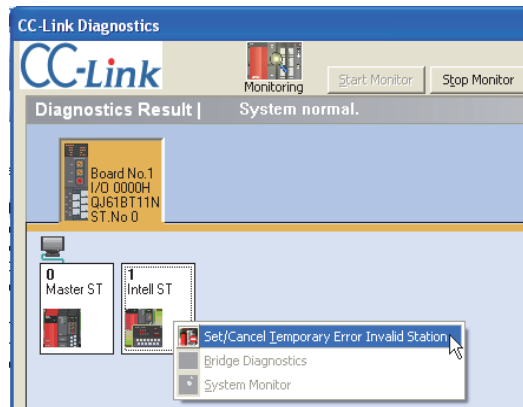 CC-Link Diagnostics
CC-Link
Monitoring
Start Monitor
Stop Monitor
Diagnostics Result |
System normal.
Board No.1
I/O 0000H
QJ61BT11N
ST.No 0
0
Master ST
1
Intell ST
Set/Cancel Temporary Error Invalid Station
Bridge Diagnostics
System Monitor